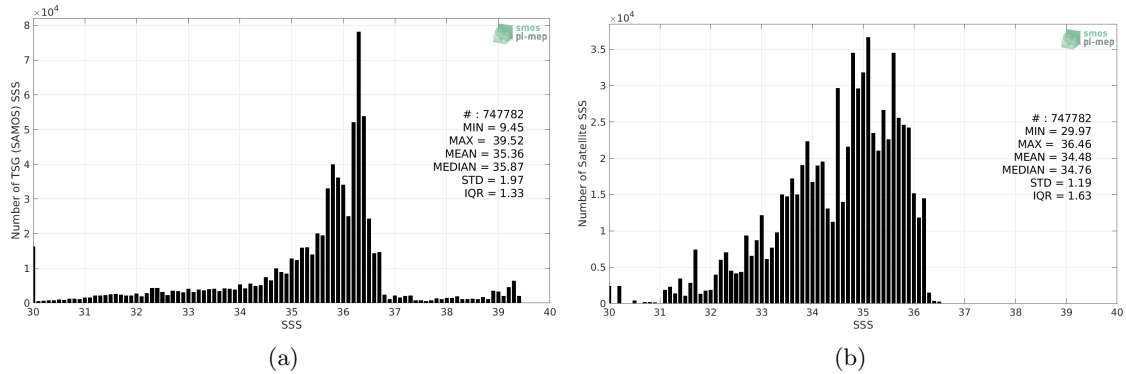 ×10⁴
8
7
6
5
4
3
2
1
0
Number of TSG (SAMOS) SSS
smos
pi-mep
# : 747782
MIN = 9.45
MAX = 39.52
MEAN = 35.36
MEDIAN = 35.87
STD = 1.97
IQR = 1.33
30 31 32 33 34 35 36 37 38 39 40
SSS
(a)
×10⁴
3.5
3
2.5
2
1.5
1
0.5
0
Number of Satellite SSS
smos
pi-mep
# : 747782
MIN = 29.97
MAX = 36.46
MEAN = 34.48
MEDIAN = 34.76
STD = 1.19
IQR = 1.63
30 31 32 33 34 35 36 37 38 39 40
SSS
(b)